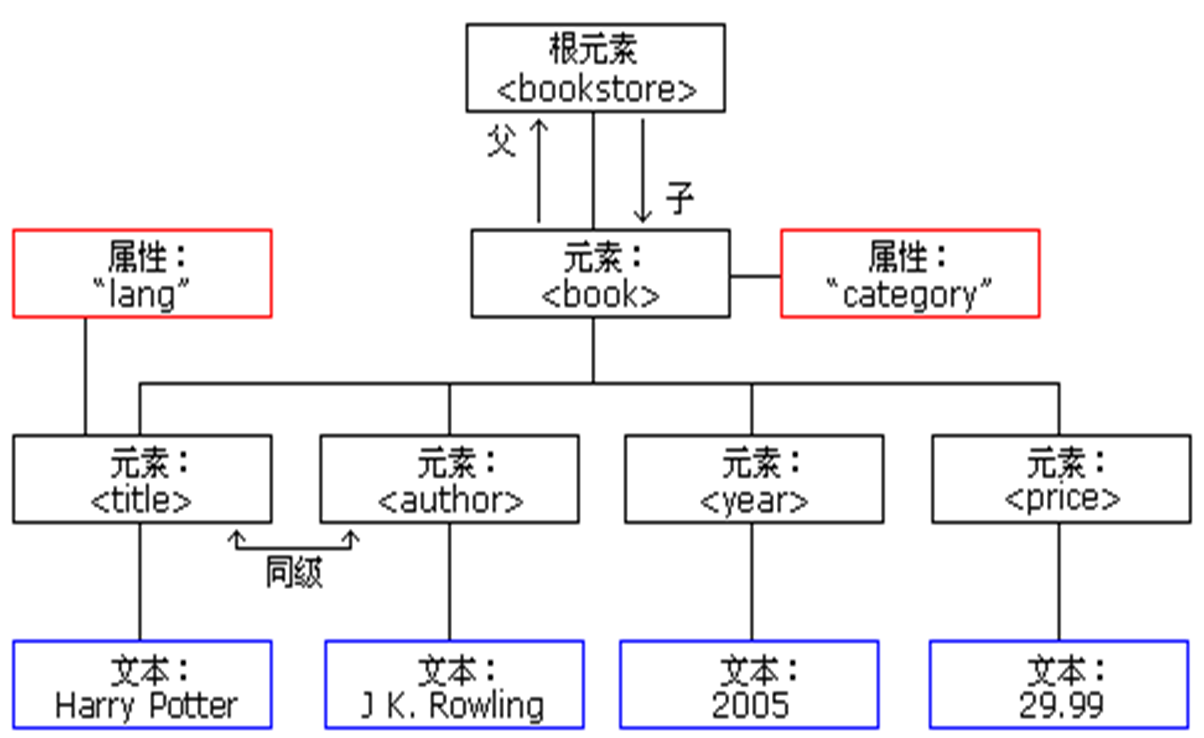 根元素
<bookstore>
父
子
属性：
“lang”
元素：
<book>
属性：
“category”
元素：
<title>
元素：
<author>
元素：
<year>
元素：
<price>
同级
文本：
Harry Potter
文本：
J K. Rowling
文本：
2005
文本：
29.99